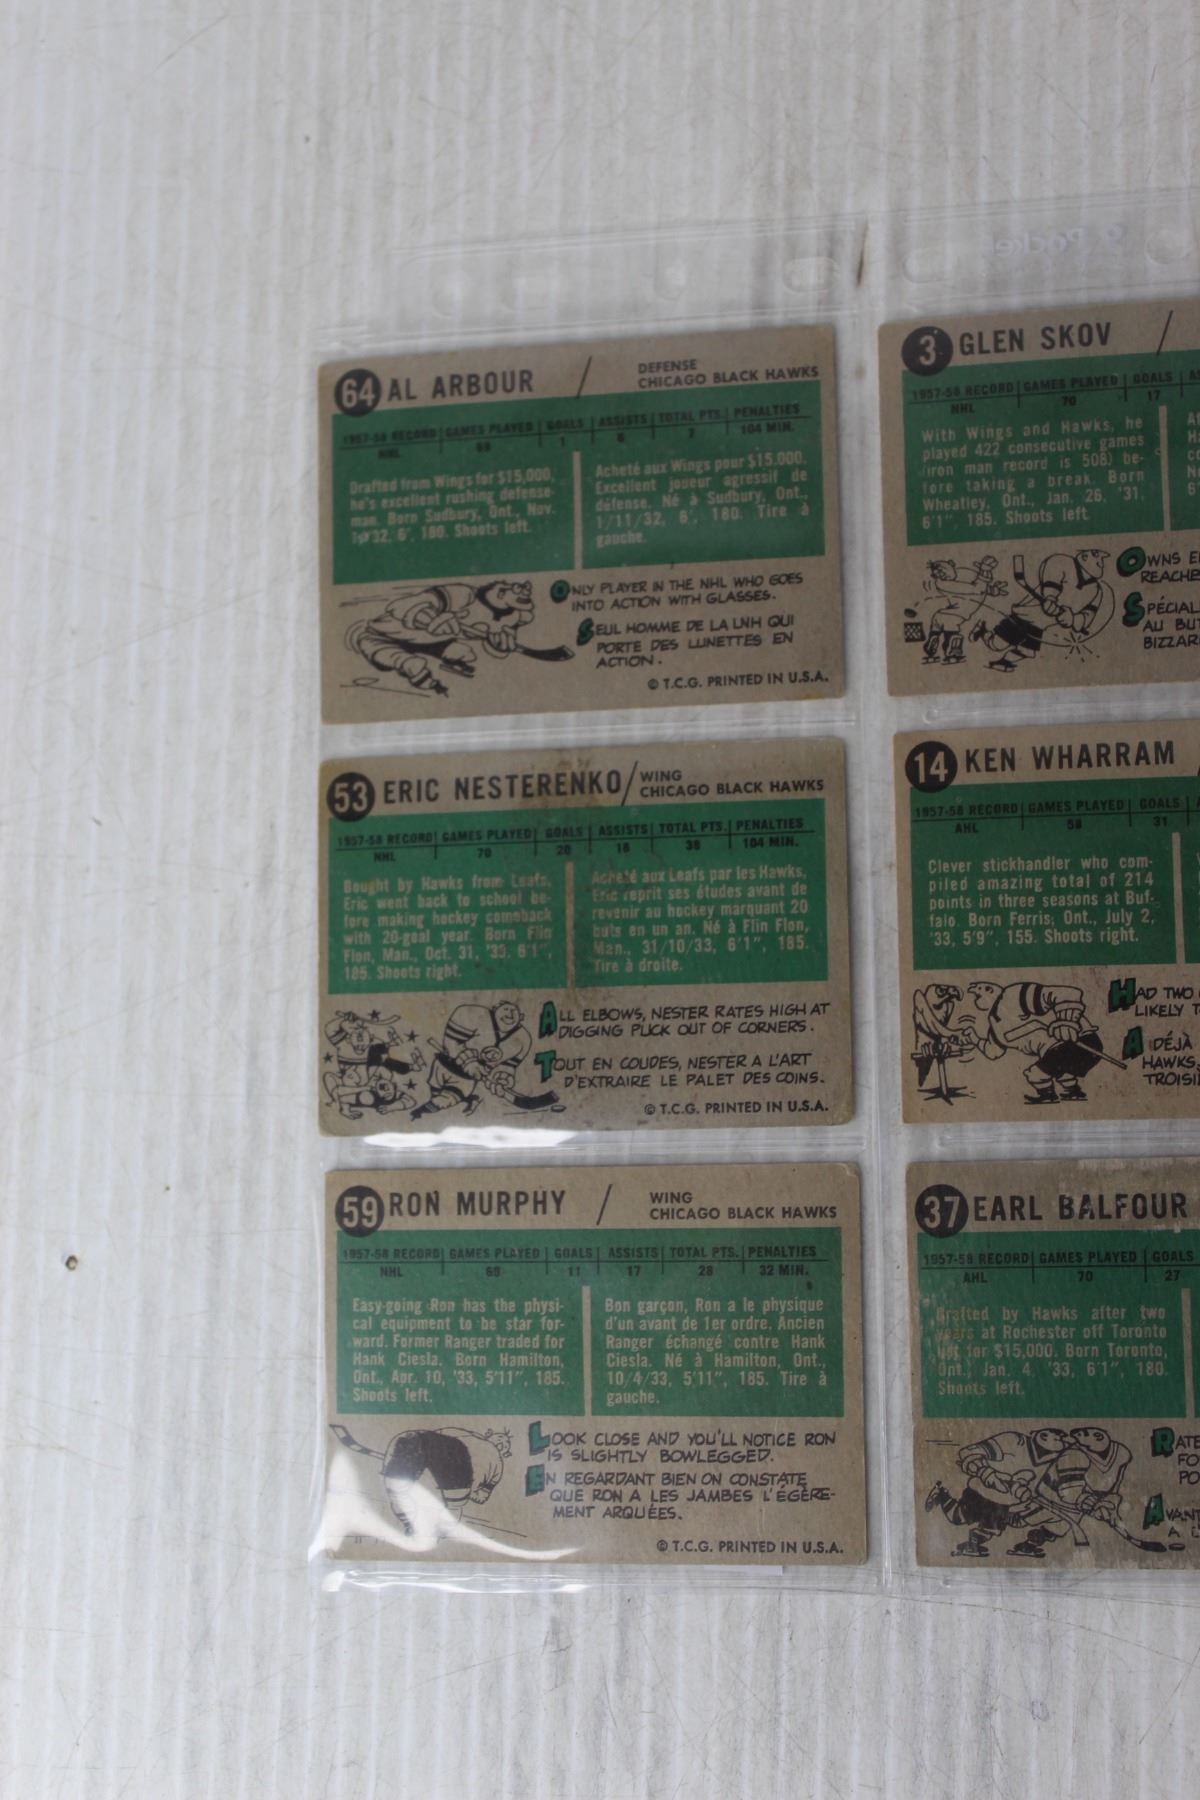 64 AL ARBOUR / DEFENSE
CHICAGO BLACK HAWKS
1957-58 RECORD GAMES PLAYED GOALS ASSISTS TOTAL PTS. PENALTIES
NHL 69 1 6 7 104 MIN.
Drafted from Wings for $15,000,
he's excellent rushing defense-
man. Born Sudbury, Ont., Nov.
'32, 6', 180. Shoots left.
Acheté aux Wings pour $15.000.
Excellent joueur agressif de
défense. Né à Sudbury, Ont.,
1/11/32, 6', 180. Tire à
gauche.
ONLY PLAYER IN THE NHL WHO GOES
INTO ACTION WITH GLASSES.
SEUL HOMME DE LA LNH QUI
PORTE DES LUNETTES EN
ACTION.
© T.C.G. PRINTED IN U.S.A.
3 GLEN SKOV /
1957-58 RECORD GAMES PLAYED GOALS
NHL 70 17
With Wings and Hawks, he
played 422 consecutive games
(iron man record is 508) be-
fore taking a break. Born
Wheatley, Ont., Jan. 26, '31,
6'1", 185. Shoots left.
OWNS
REACHE
SPÉCIAL
AU BUT
BIZZAR
53 ERIC NESTERENKO / WING
CHICAGO BLACK HAWKS
1957-58 RECORD GAMES PLAYED GOALS ASSISTS TOTAL PTS. PENALTIES
NHL 70 20 18 38 104 MIN.
Bought by Hawks from Leafs,
Eric went back to school be-
fore making hockey comeback
with 20-goal year. Born Flin
Flon, Man., Oct. 31, '33. 6'1",
185. Shoots right.
Acheté aux Leafs par les Hawks,
Eric reprit ses études avant de
revenir au hockey marquant 20
buts en un an. Né à Flin Flon,
Man., 31/10/33, 6'1", 185.
Tire à droite.
ALL ELBOWS, NESTER RATES HIGH AT
DIGGING PUCK OUT OF CORNERS.
TOUT EN COUDES, NESTER A L'ART
D'EXTRAIRE LE PALET DES COINS.
© T.C.G. PRINTED IN U.S.A.
14 KEN WHARRAM
1957-58 RECORD GAMES PLAYED GOALS
AHL 58 31
Clever stickhandler who com-
piled amazing total of 214
points in three seasons at Buf-
falo. Born Ferris, Ont., July 2,
'33, 5'9", 155. Shoots right.
HAD TWO
LIKELY T
A DÉJÀ
HAWKS,
TROISI
59 RON MURPHY / WING
CHICAGO BLACK HAWKS
1957-58 RECORD GAMES PLAYED GOALS ASSISTS TOTAL PTS. PENALTIES
NHL 69 11 17 28 32 MIN.
Easy-going Ron has the physi-
cal equipment to be star for-
ward. Former Ranger traded for
Hank Ciesla. Born Hamilton,
Ont., Apr. 10, '33, 5'11", 185.
Shoots left.
Bon garçon, Ron a le physique
d'un avant de 1er ordre. Ancien
Ranger échangé contre Hank
Ciesla. Né à Hamilton, Ont.,
10/4/33, 5'11", 185. Tire à
gauche.
LOOK CLOSE AND YOU'LL NOTICE RON
IS SLIGHTLY BOWLEGGED.
EN REGARDANT BIEN ON CONSTATE
QUE RON A LES JAMBES L'ÉGÈRE-
MENT ARQUÉES.
© T.C.G. PRINTED IN U.S.A.
37 EARL BALFOUR
1957-58 RECORD GAMES PLAYED GOALS
AHL 70 27
Drafted by Hawks after two
years at Rochester off Toronto
list for $15,000. Born Toronto,
Ont., Jan. 4, '33, 6'1", 180.
Shoots left.
RATE
FO
PO
AVANT
A L
9 Pocket